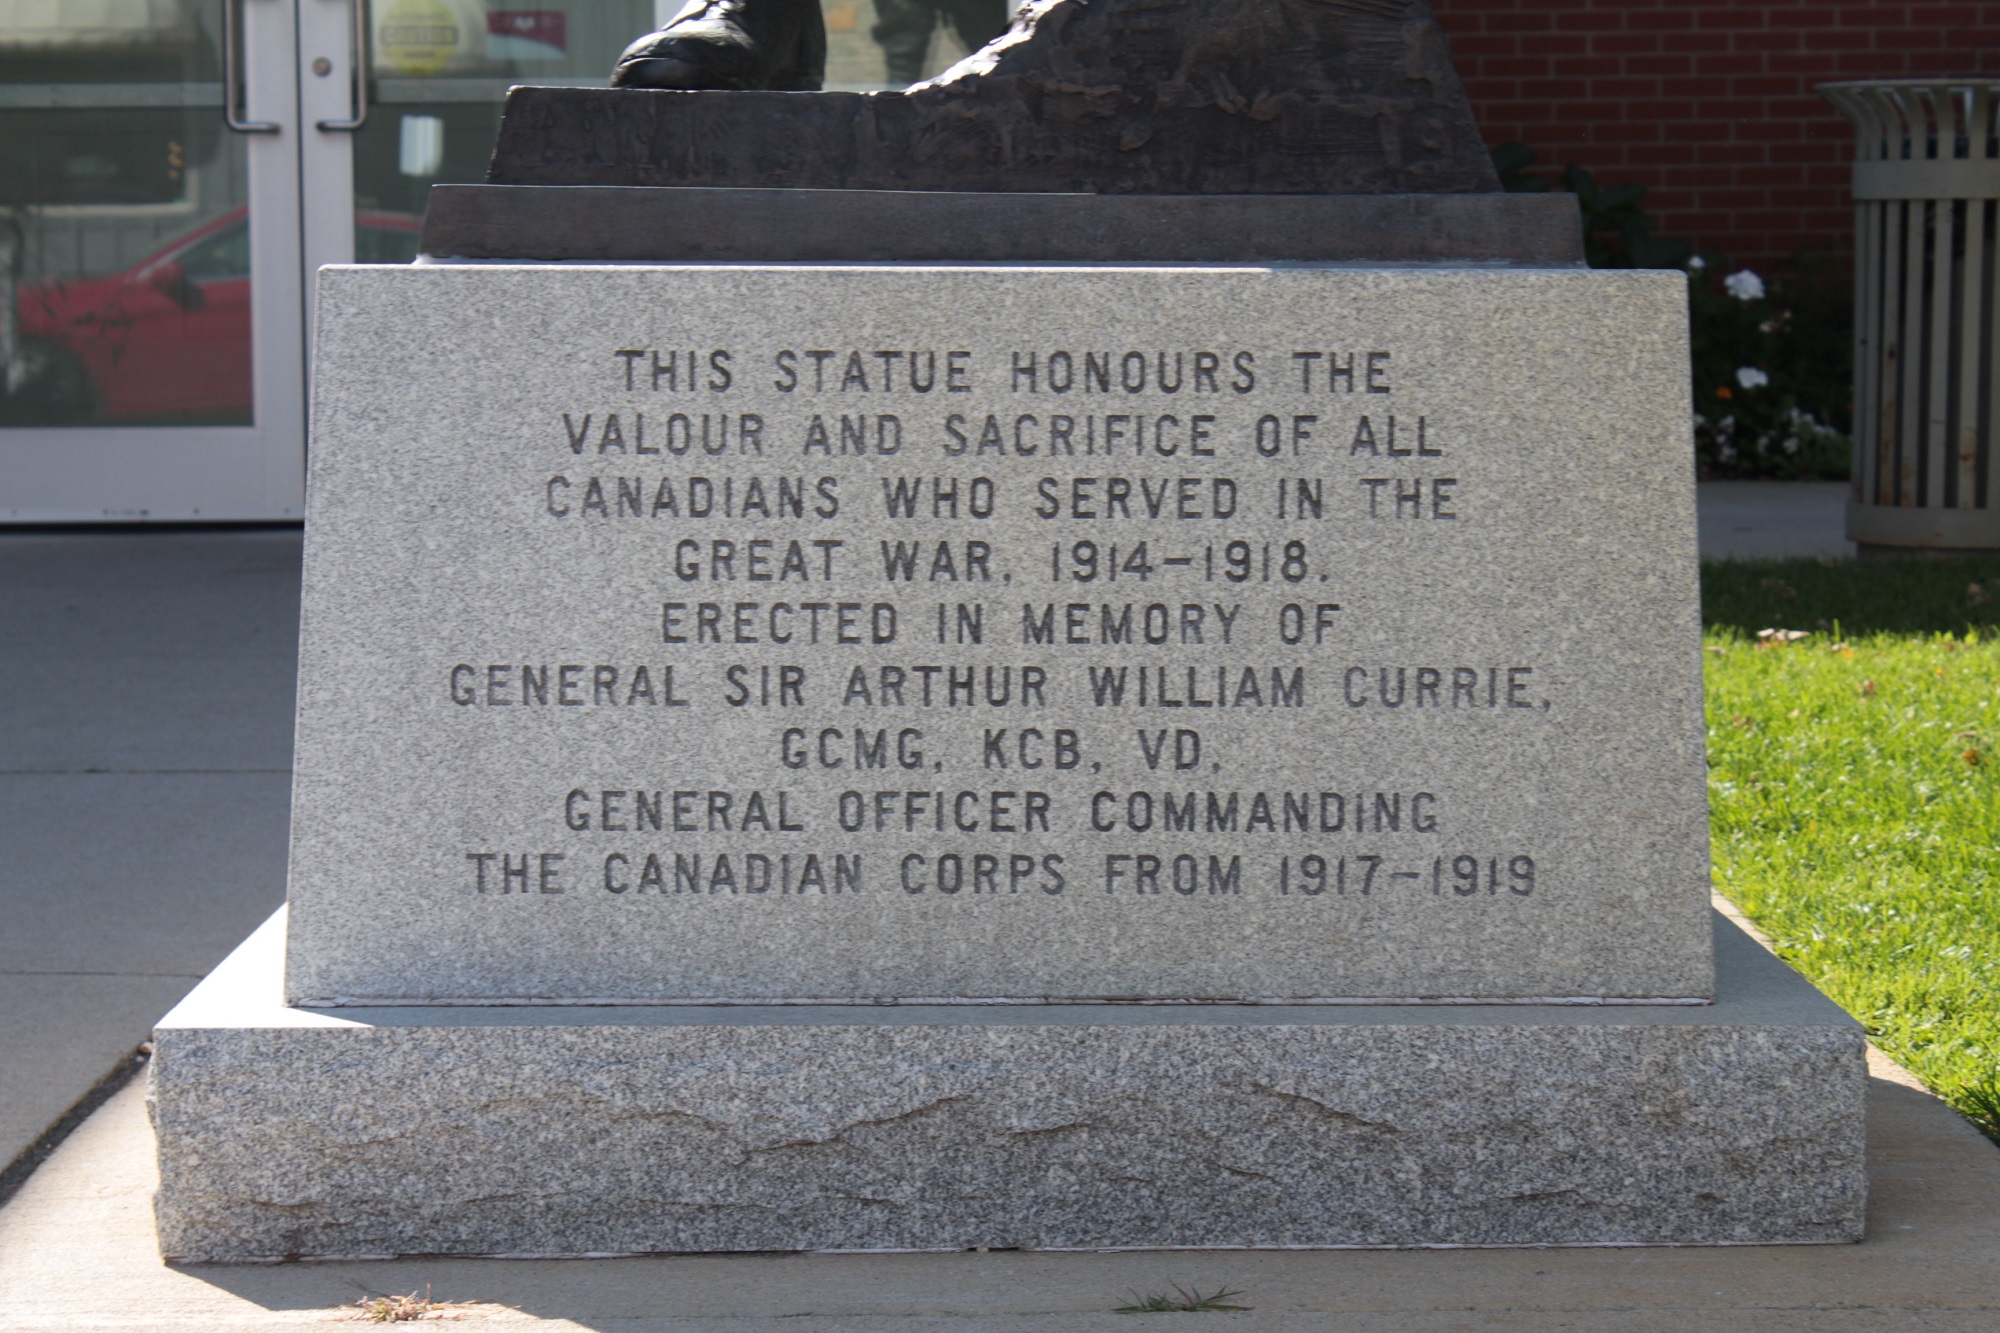 CAUTION
THIS STATUE HONOURS THE
VALOUR AND SACRIFICE OF ALL
CANADIANS WHO SERVED IN THE
GREAT WAR, 1914-1918.
ERECTED IN MEMORY OF
GENERAL SIR ARTHUR WILLIAM CURRIE,
GCMG, KCB, VD,
GENERAL OFFICER COMMANDING
THE CANADIAN CORPS FROM 1917-1919